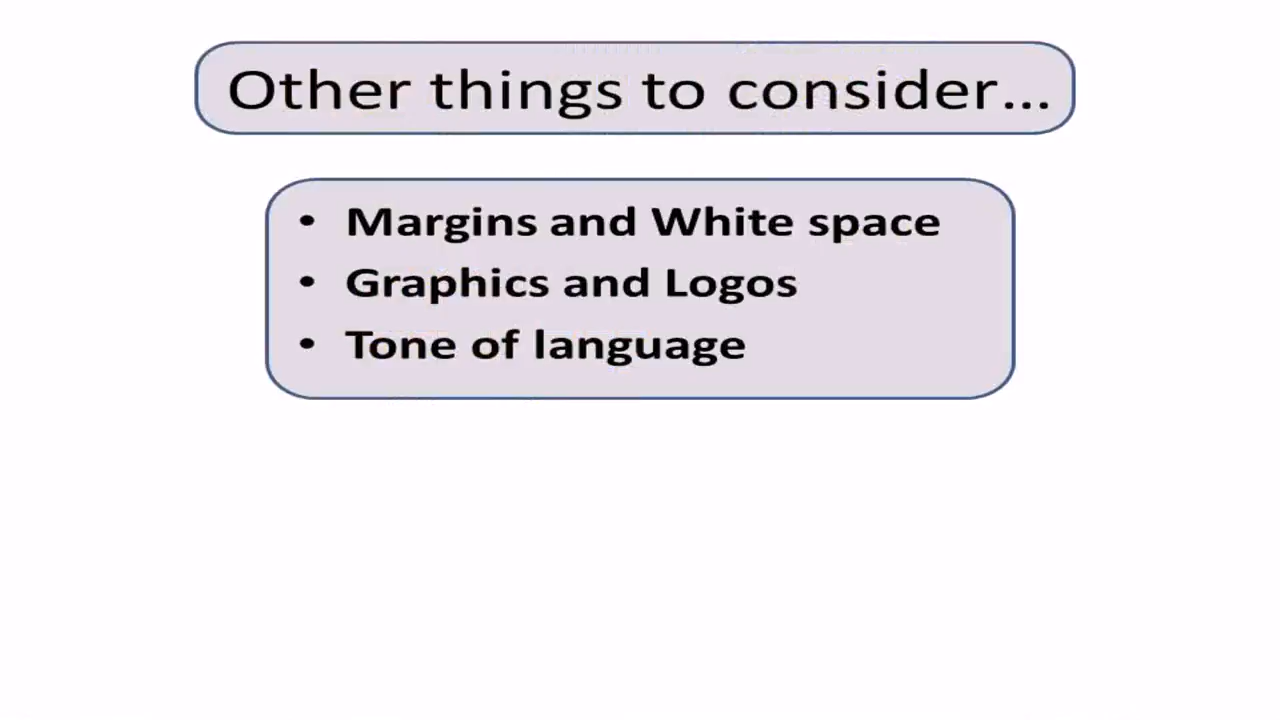 Other things to consider...
• Margins and White space
• Graphics and Logos
• Tone of language